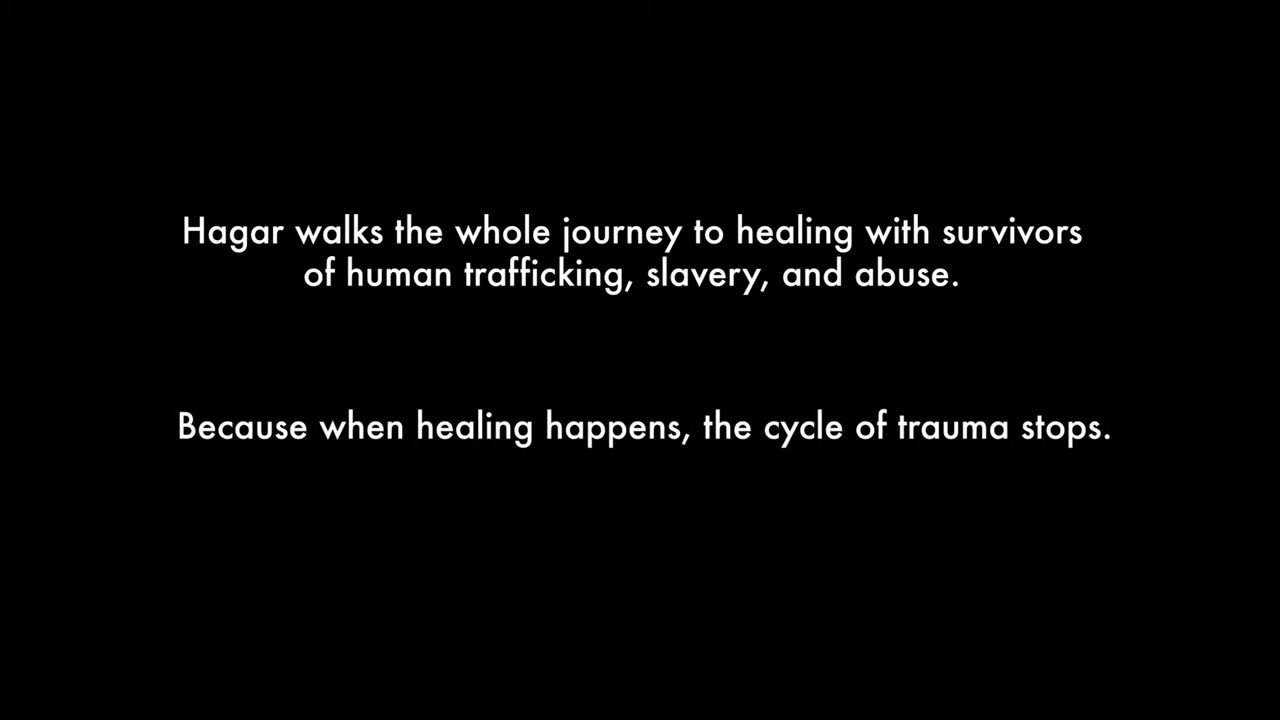 Hagar walks the whole journey to healing with survivors
of human trafficking, slavery, and abuse.
Because when healing happens, the cycle of trauma stops.